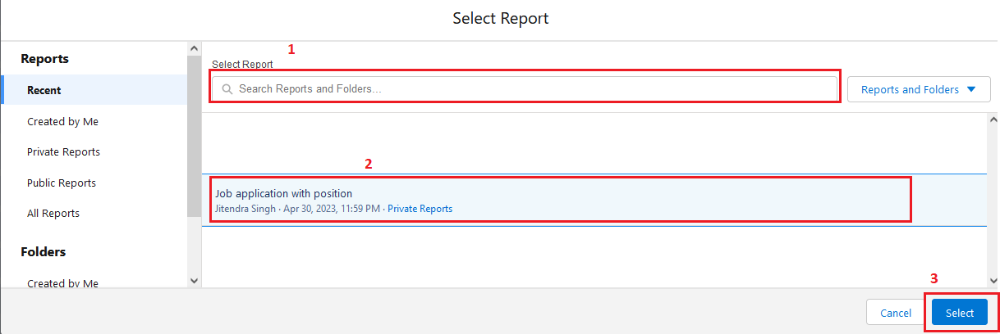 Select Report
Reports
Recent
Created by Me
Private Reports
Public Reports
All Reports
Folders
Created by Me
1
Select Report
Search Reports and Folders...
Reports and Folders
2
Job application with position
Jitendra Singh · Apr 30, 2023, 11:59 PM · Private Reports
3
Cancel
Select